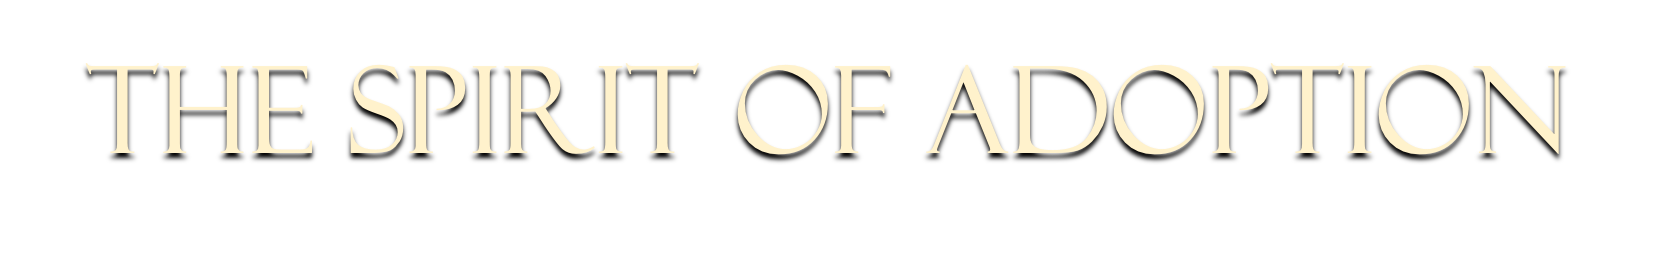 THE SPIRIT OF ADOPTION